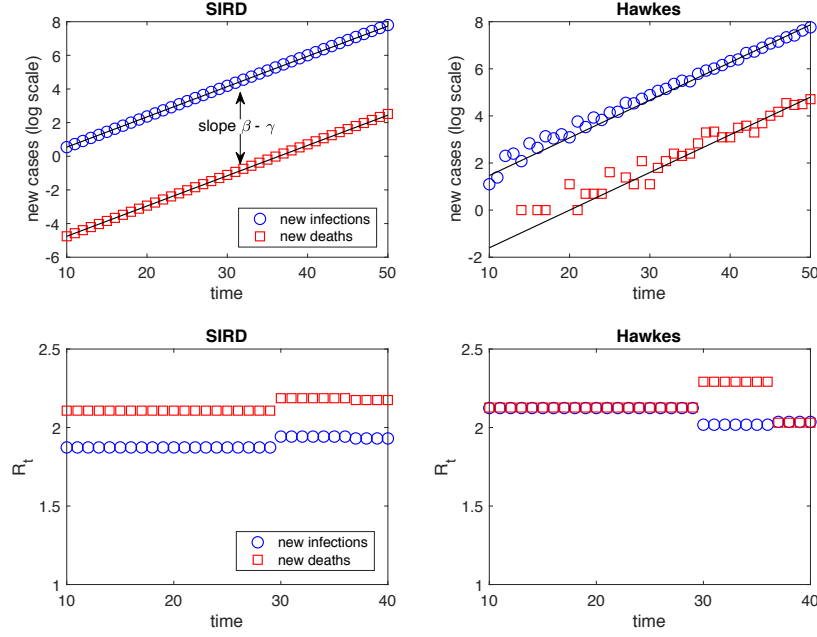 SIRD
new cases (log scale)
8
6
4
2
0
-2
-4
-6
slope β - γ
new infections
new deaths
10
20
30
40
50
time
Hawkes
new cases (log scale)
8
6
4
2
0
-2
10
20
30
40
50
time
SIRD
R_t
2.5
2
1.5
1
new infections
new deaths
10
20
30
40
time
Hawkes
R_t
2.5
2
1.5
1
10
20
30
40
time